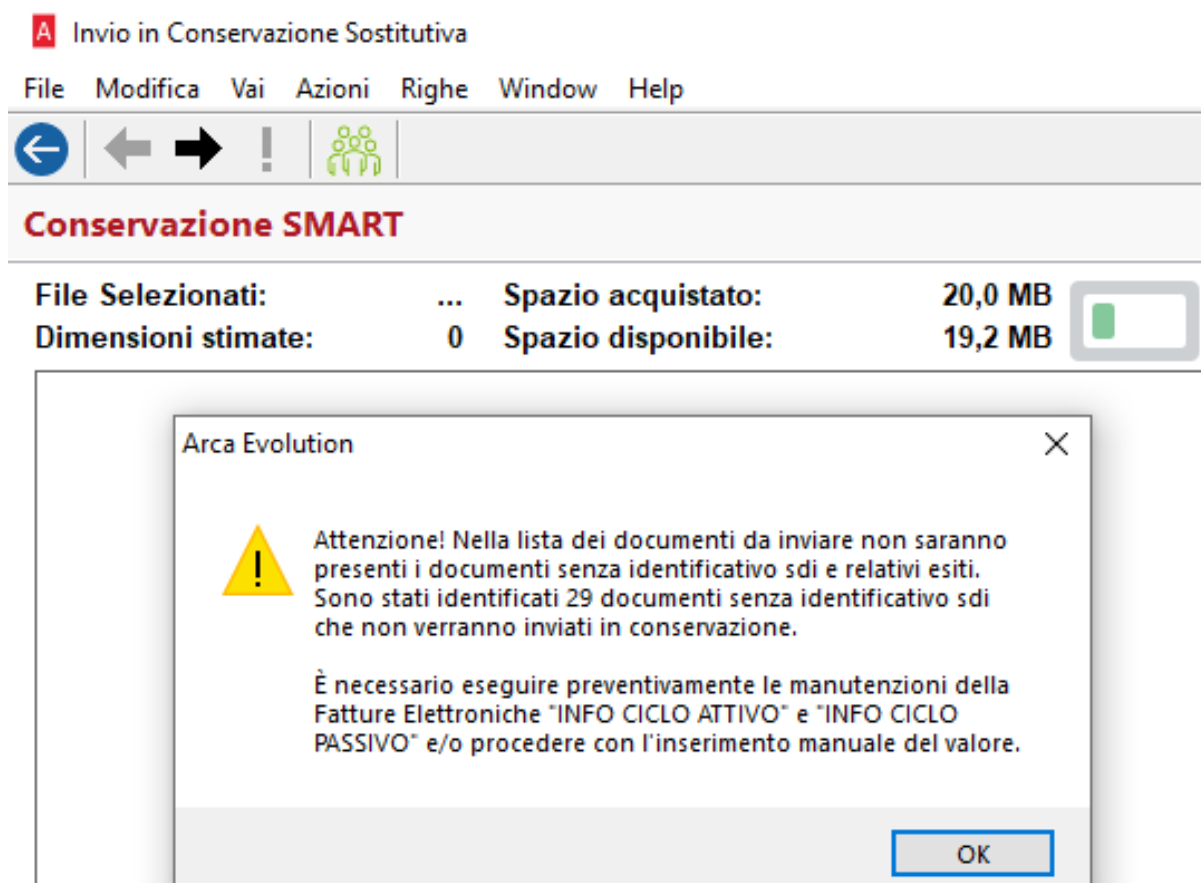 A Invio in Conservazione Sostitutiva
File Modifica Vai Azioni Righe Window Help
Conservazione SMART
File Selezionati: ... Spazio acquistato: 20,0 MB
Dimensioni stimate: 0 Spazio disponibile: 19,2 MB
Arca Evolution
Attenzione! Nella lista dei documenti da inviare non saranno
presenti i documenti senza identificativo sdi e relativi esiti.
Sono stati identificati 29 documenti senza identificativo sdi
che non verranno inviati in conservazione.
È necessario eseguire preventivamente le manutenzioni della
Fatture Elettroniche "INFO CICLO ATTIVO" e "INFO CICLO
PASSIVO" e/o procedere con l'inserimento manuale del valore.
OK